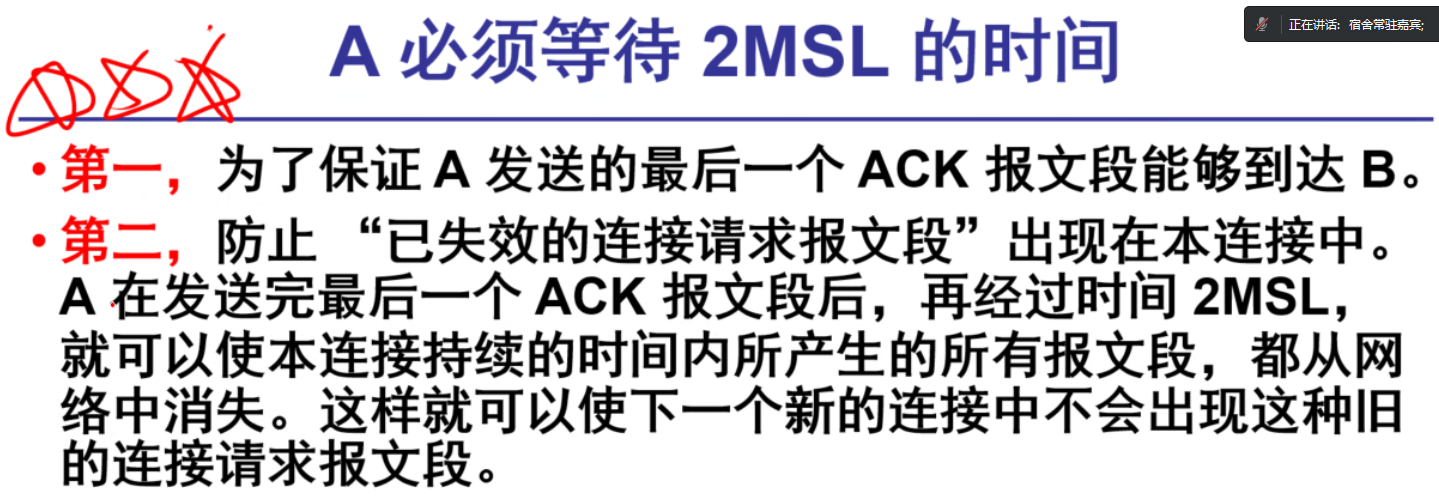 正在讲话: 宿舍常驻嘉宾;
A 必须等待 2MSL 的时间
•第一，为了保证 A 发送的最后一个 ACK 报文段能够到达 B。
•第二，防止 “已失效的连接请求报文段”出现在本连接中。
A 在发送完最后一个 ACK 报文段后，再经过时间 2MSL，
就可以使本连接持续的时间内所产生的所有报文段，都从网
络中消失。这样就可以使下一个新的连接中不会出现这种旧
的连接请求报文段。